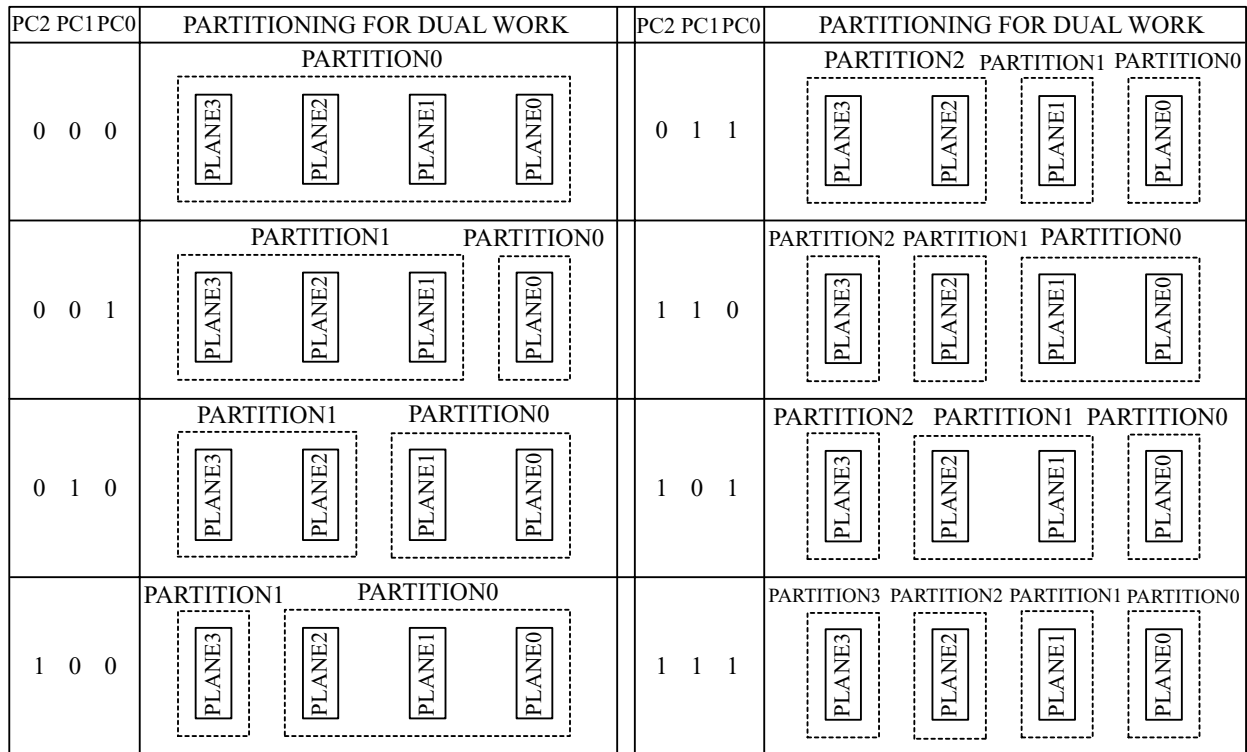 PC2 PC1 PC0 PARTITIONING FOR DUAL WORK PC2 PC1 PC0 PARTITIONING FOR DUAL WORK
PARTITION0
0 0 0
PLANE3 PLANE2 PLANE1 PLANE0
PARTITION2 PARTITION1 PARTITION0
0 1 1
PLANE3 PLANE2 PLANE1 PLANE0
PARTITION1 PARTITION0
0 0 1
PLANE3 PLANE2 PLANE1 PLANE0
PARTITION2 PARTITION1 PARTITION0
1 1 0
PLANE3 PLANE2 PLANE1 PLANE0
PARTITION1 PARTITION0
0 1 0
PLANE3 PLANE2 PLANE1 PLANE0
PARTITION2 PARTITION1 PARTITION0
1 0 1
PLANE3 PLANE2 PLANE1 PLANE0
PARTITION1 PARTITION0
1 0 0
PLANE3 PLANE2 PLANE1 PLANE0
PARTITION3 PARTITION2 PARTITION1 PARTITION0
1 1 1
PLANE3 PLANE2 PLANE1 PLANE0